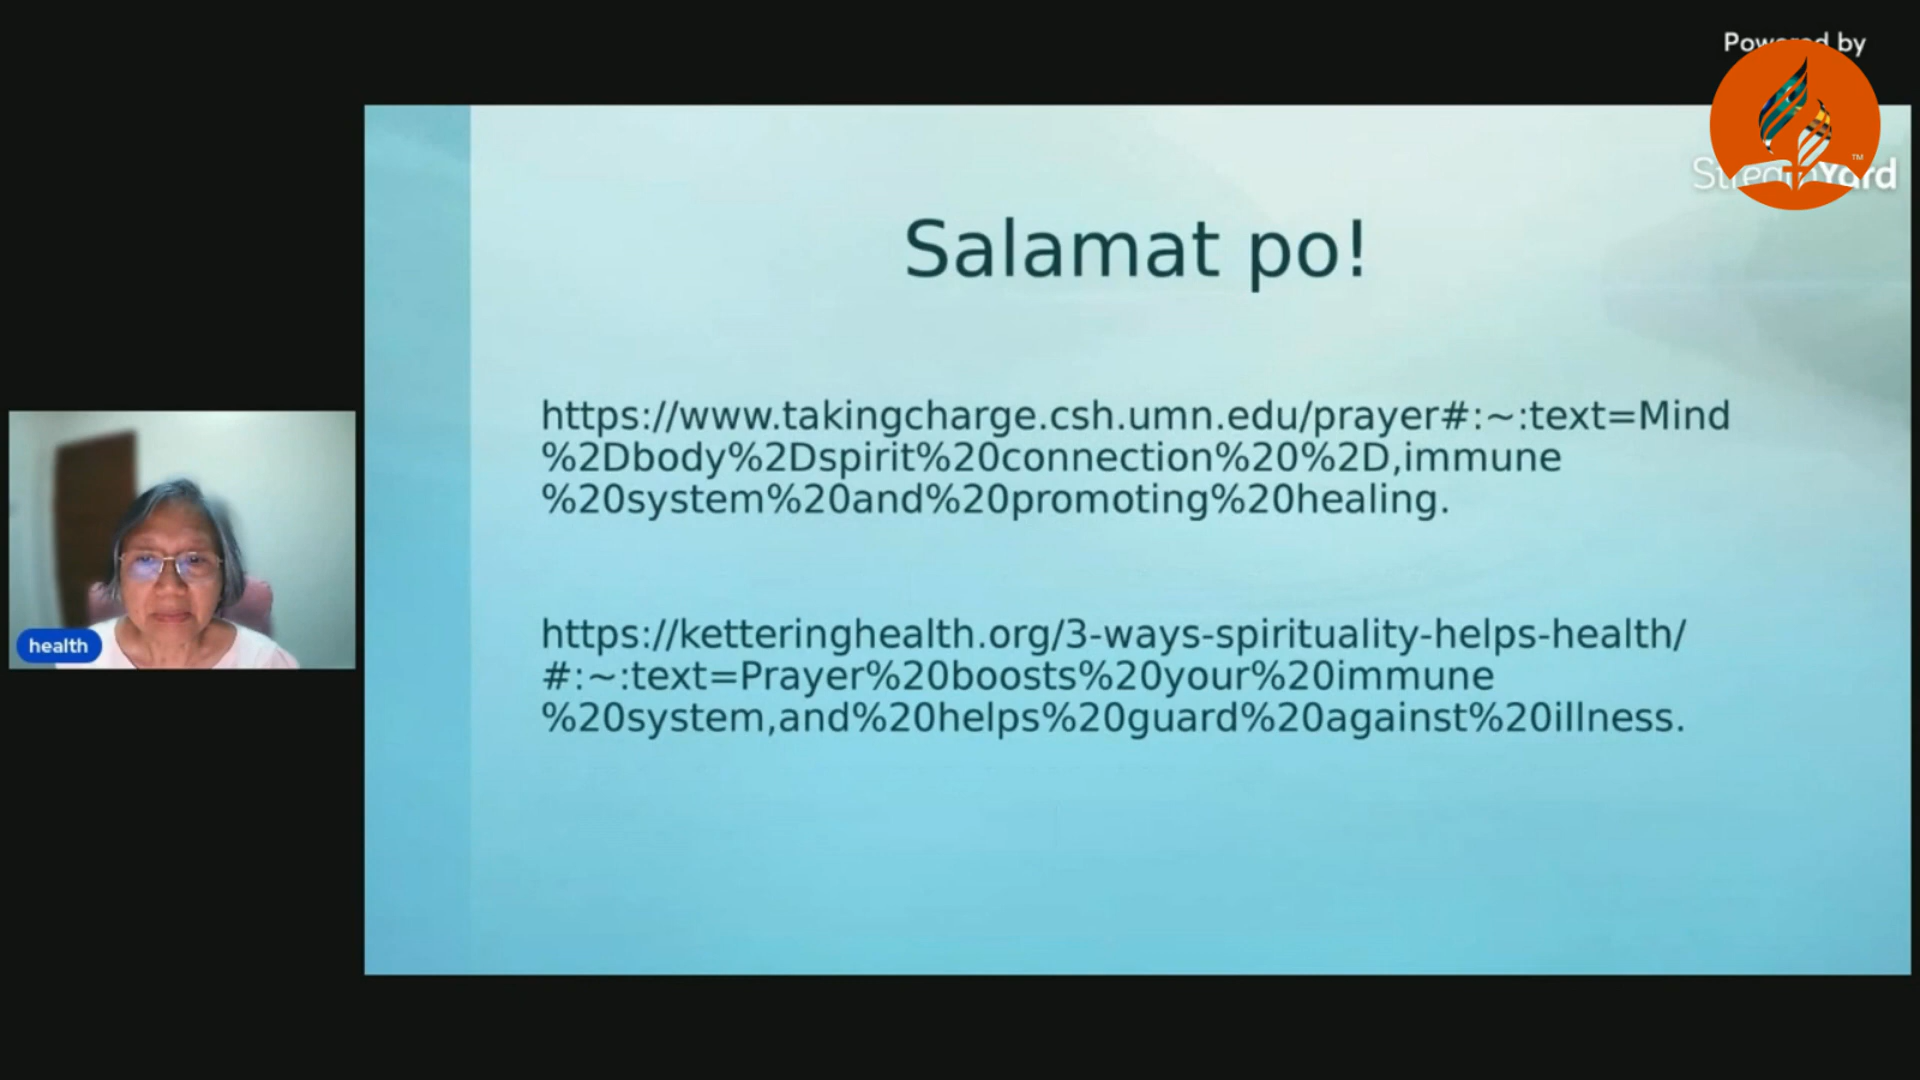 Powered by
StreamYard
TM
Salamat po!
https://www.takingcharge.csh.umn.edu/prayer#:~:text=Mind
%2Dbody%2Dspirit%20connection%20%2D,immune
%20system%20and%20promoting%20healing.
https://ketteringhealth.org/3-ways-spirituality-helps-health/
#:~:text=Prayer%20boosts%20your%20immune
%20system,and%20helps%20guard%20against%20illness.
health